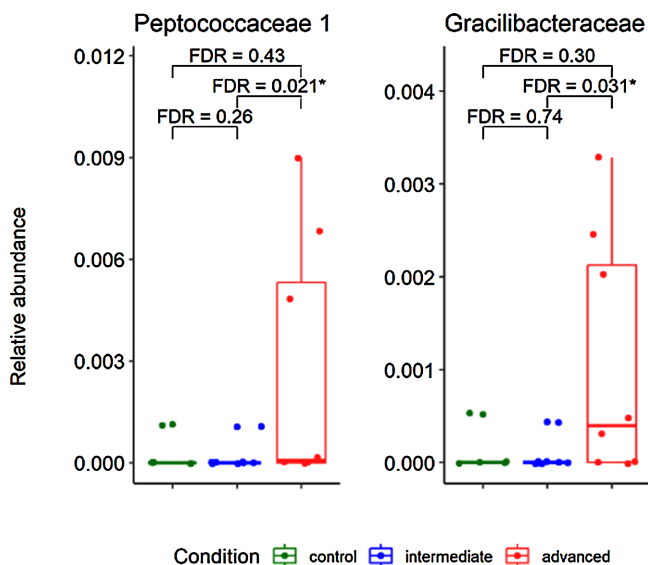 Peptococcaceae 1
Gracilibacteraceae
Relative abundance
0.012
0.009
0.006
0.003
0.000
FDR = 0.43
FDR = 0.021*
FDR = 0.26
0.004
0.003
0.002
0.001
0.000
FDR = 0.30
FDR = 0.031*
FDR = 0.74
Condition control intermediate advanced